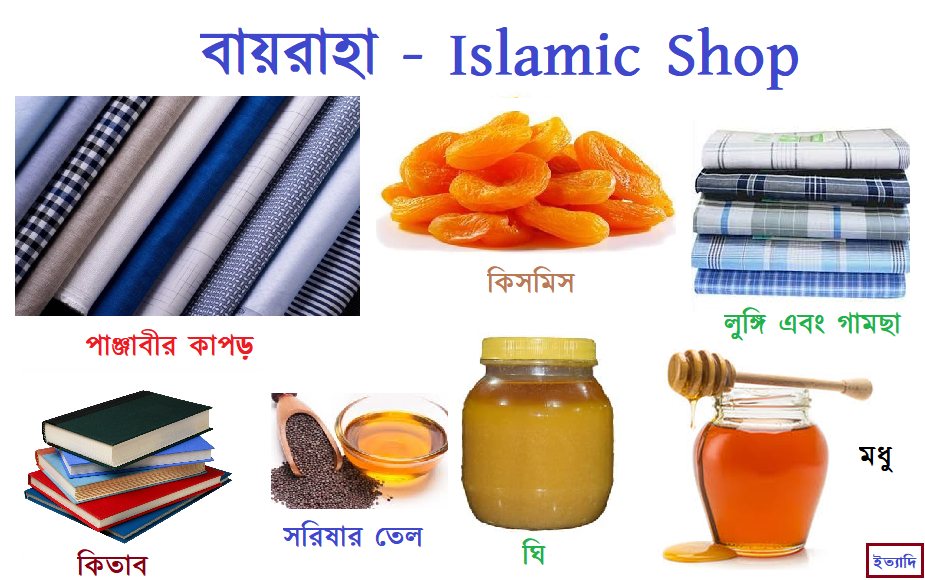 বায়রাহা - Islamic Shop
কিসমিস
লুঙ্গি এবং গামছা
পাঞ্জাবীর কাপড়
মধু
সরিষার তেল
ঘি
কিতাব
ইত্যাদি